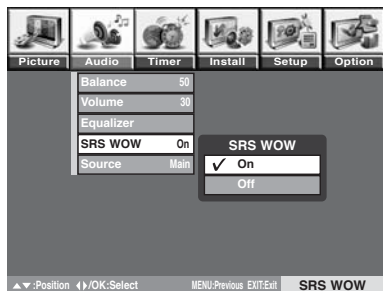 Picture Audio Timer Install Setup Option
Balance 50
Volume 30
Equalizer
SRS WOW On
Source Main
SRS WOW
✓ On
Off
▲▼:Position ◀▶/OK:Select MENU:Previous EXIT:Exit SRS WOW